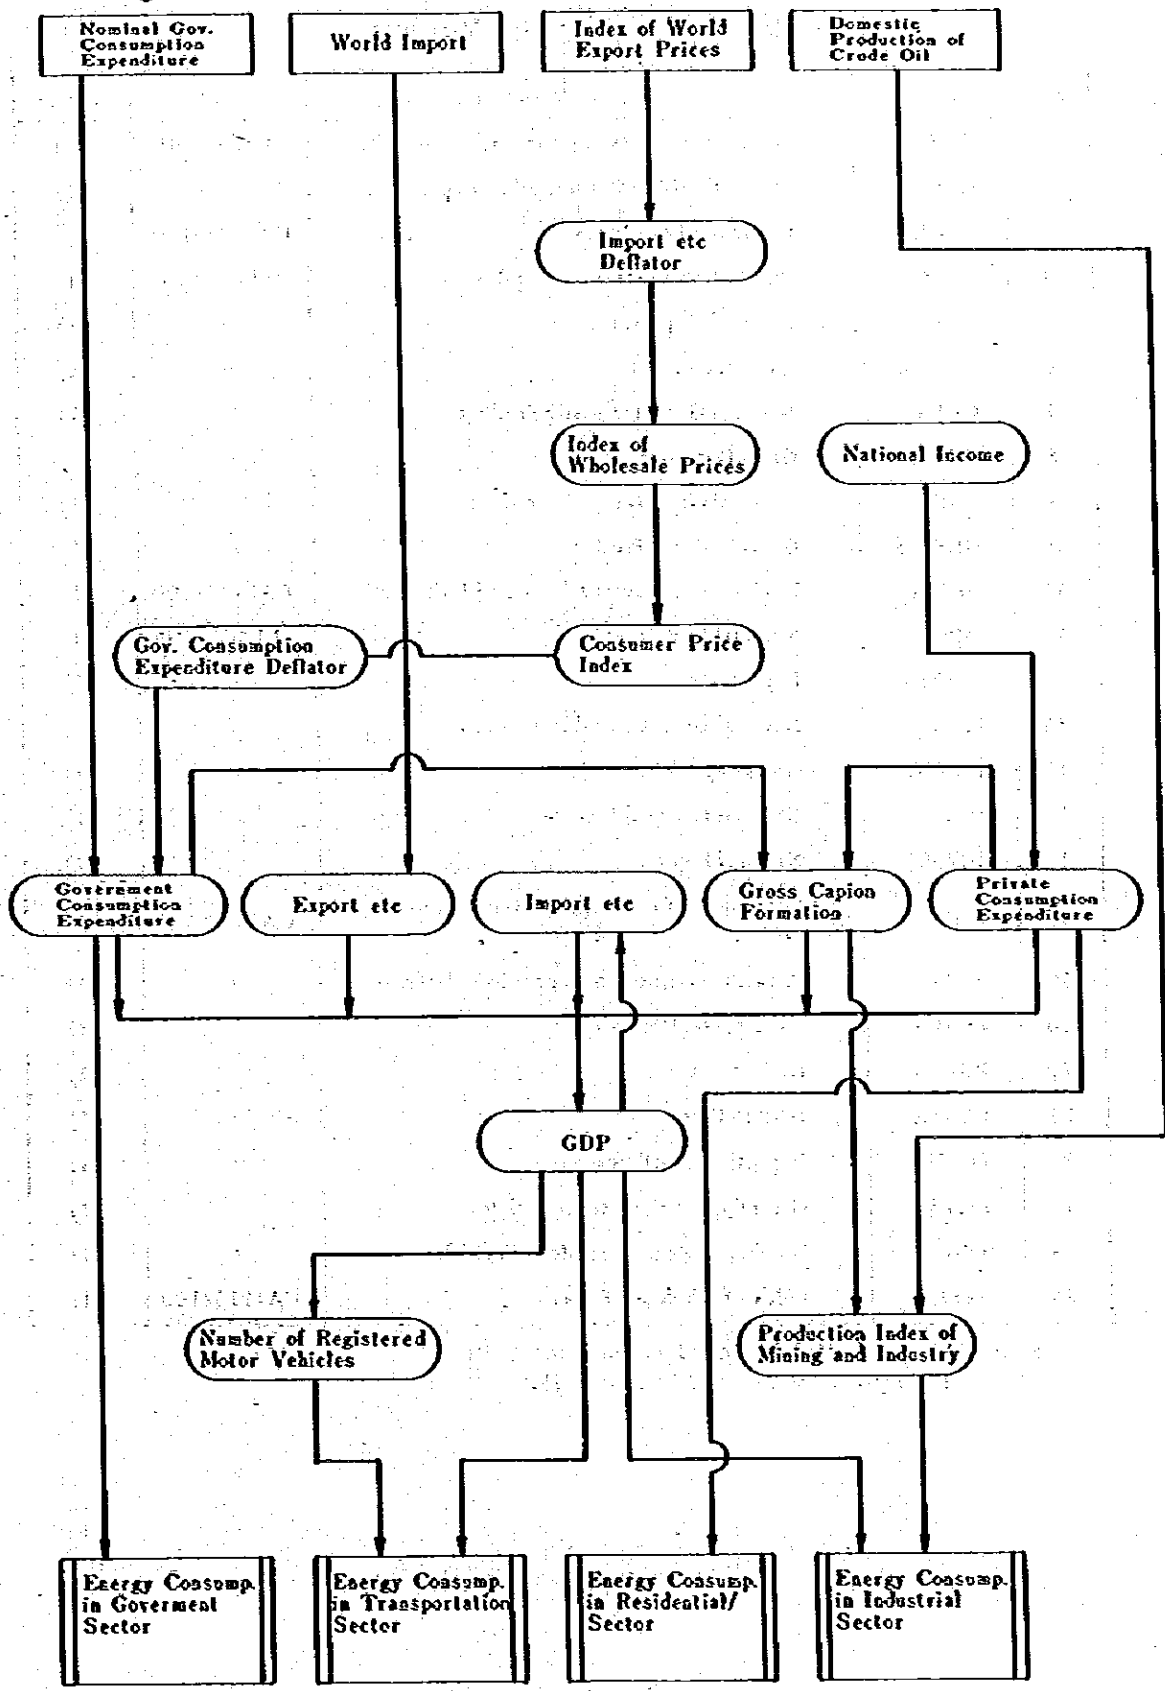 Nominal Gov.
Consumption
Expenditure
World Import
Index of World
Export Prices
Domestic
Production of
Crude Oil
Import etc
Deflator
Index of
Wholesale Prices
National Income
Gov. Consumption
Expenditure Deflator
Consumer Price
Index
Government
Consumption
Expenditure
Export etc
Import etc
Gross Capion
Formation
Private
Consumption
Expenditure
GDP
Number of Registered
Motor Vehicles
Production Index of
Mining and Industry
Energy Consump.
in Goverment
Sector
Energy Consump.
in Transportation
Sector
Energy Consump.
in Residential/
Sector
Energy Consump.
in Industrial
Sector